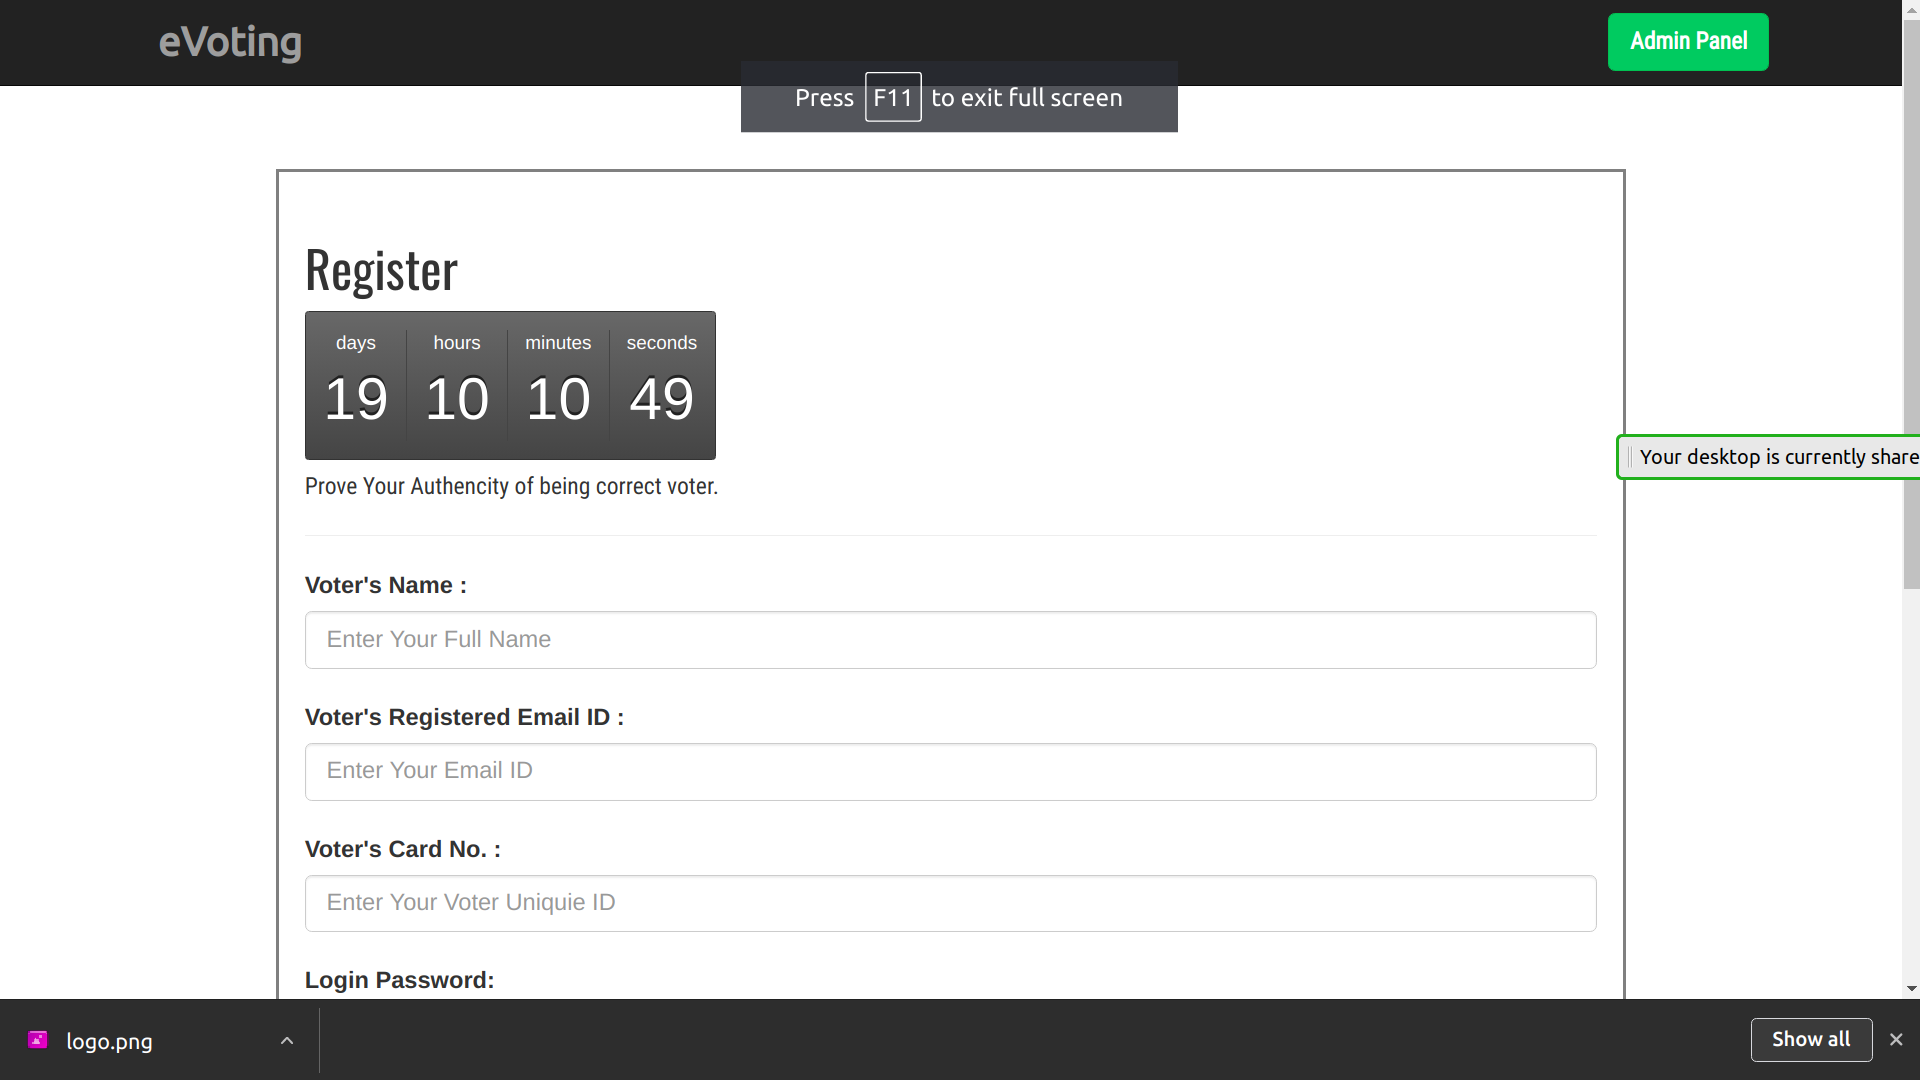 eVoting
Admin Panel
Press F11 to exit full screen
Register
days hours minutes seconds
19 10 10 49
Prove Your Authencity of being correct voter.
Your desktop is currently share
Voter's Name :
Enter Your Full Name
Voter's Registered Email ID :
Enter Your Email ID
Voter's Card No. :
Enter Your Voter Uniquie ID
Login Password:
logo.png
Show all